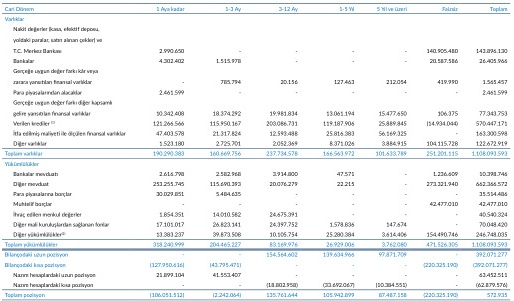 Cari Dönem 1 Aya kadar 1-3 Ay 3-12 Ay 1-5 Yıl 5 Yıl ve üzeri Faizsiz Toplam
Varlıklar
Nakit değerler (kasa, efektif deposu,
yoldaki paralar, satın alınan çekler) ve
T.C. Merkez Bankası 2.990.650 - - - - 140.905.480 143.896.130
Bankalar 4.302.402 1.515.978 - - - 20.587.586 26.405.966
Gerçeğe uygun değer farkı kâr veya
zarara yansıtılan finansal varlıklar - 785.794 20.156 127.463 212.054 419.990 1.565.457
Para piyasalarından alacaklar 2.461.599 - - - - - 2.461.599
Gerçeğe uygun değer farkı diğer kapsamlı
gelire yansıtılan finansal varlıklar 10.342.408 18.374.292 19.981.834 13.061.194 15.477.650 106.375 77.343.753
Verilen krediler 121.266.566 115.950.167 203.086.731 119.187.906 25.889.845 (14.934.044) 570.447.171
İtfa edilmiş maliyeti ile ölçülen finansal varlıklar 47.403.578 21.317.824 12.593.488 25.816.383 56.169.325 - 163.300.598
Diğer varlıklar 1.523.180 2.725.701 2.052.369 8.371.026 3.884.915 104.115.728 122.672.919
Toplam varlıklar 190.290.383 160.669.756 237.734.578 166.563.972 101.633.789 251.201.115 1.108.093.593
Yükümlülükler
Bankalar mevduatı 2.616.798 2.582.968 3.914.800 47.571 - 1.236.609 10.398.746
Diğer mevduat 253.255.745 115.690.393 20.076.279 22.215 - 273.321.940 662.366.572
Para piyasalarına borçlar 30.029.851 5.484.635 - - - - 35.514.486
Muhtelif borçlar - - - - - 42.477.010 42.477.010
İhraç edilen menkul değerler 1.854.351 14.010.582 24.675.391 - - - 40.540.324
Diğer mali kuruluşlardan sağlanan fonlar 17.101.017 26.823.141 24.397.752 1.578.836 147.674 - 70.048.420
Diğer yükümlülükler 13.383.237 39.873.508 10.105.754 25.280.384 3.614.406 154.490.746 246.748.035
Toplam yükümlülükler 318.240.999 204.465.227 83.169.976 26.929.006 3.762.080 471.526.305 1.108.093.593
Bilançodaki uzun pozisyon - - 154.564.602 139.634.966 97.871.709 - 392.071.277
Bilançodaki kısa pozisyon (127.950.616) (43.795.471) - - - (220.325.190) (392.071.277)
Nazım hesaplardaki uzun pozisyon 21.899.104 41.553.407 - - - - 63.452.511
Nazım hesaplardaki kısa pozisyon - - (18.802.958) (33.692.067) (10.384.551) - (62.879.576)
Toplam pozisyon (106.051.512) (2.242.064) 135.761.644 105.942.899 87.487.158 (220.325.190) 572.935